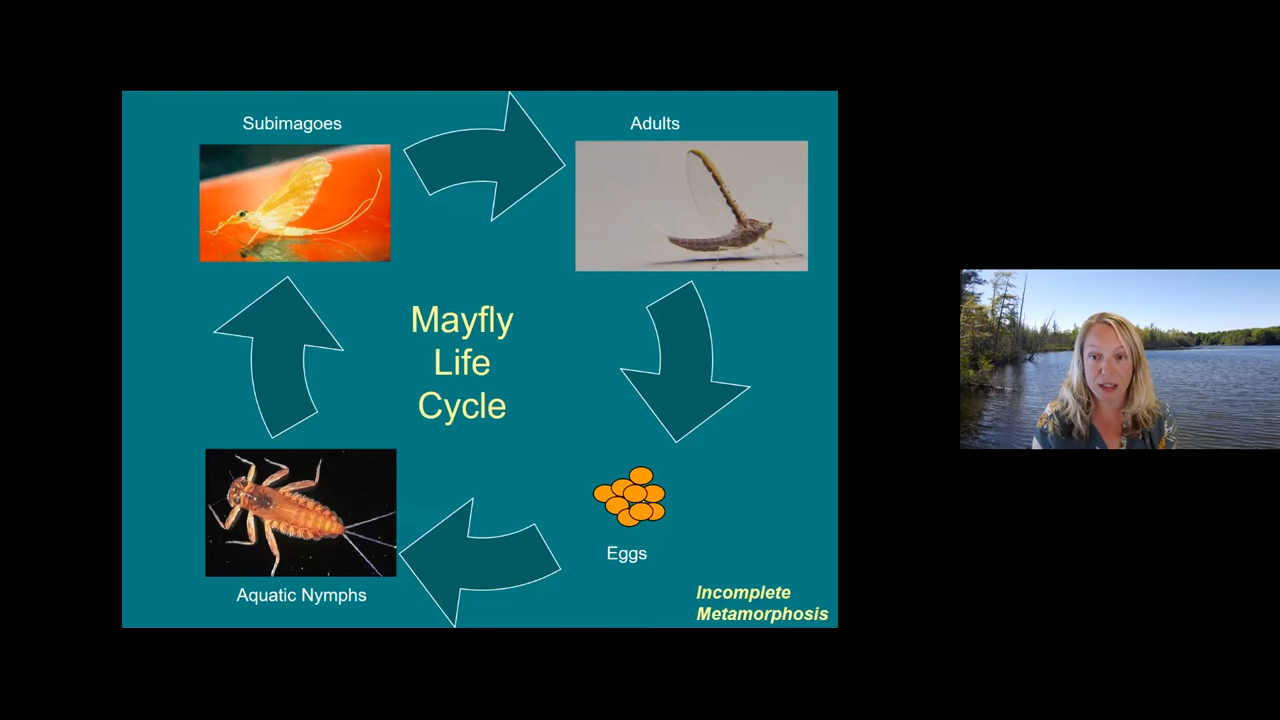 Subimagoes
Adults
Mayfly
Life
Cycle
Eggs
Aquatic Nymphs
Incomplete
Metamorphosis